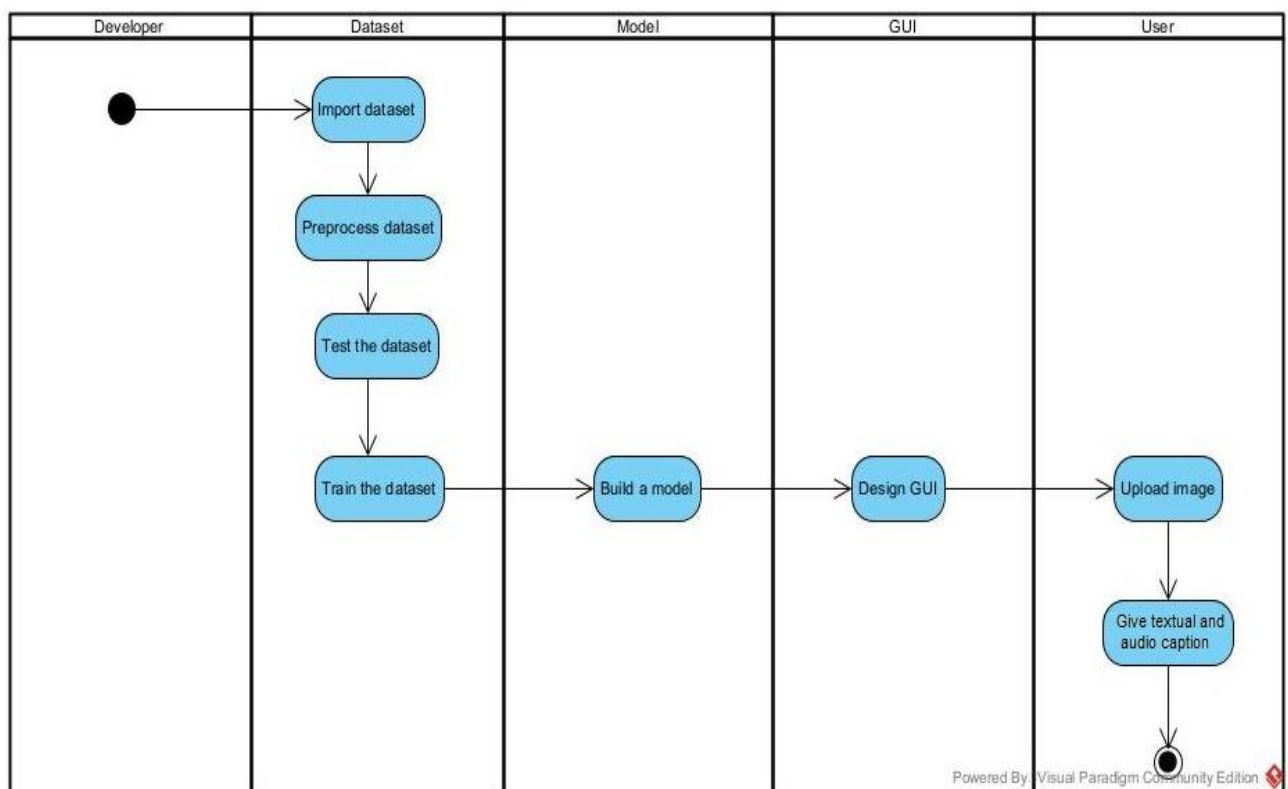 Developer
Dataset
Model
GUI
User
Import dataset
Preprocess dataset
Test the dataset
Train the dataset
Build a model
Design GUI
Upload image
Give textual and
audio caption
Powered By Visual Paradigm Community Edition